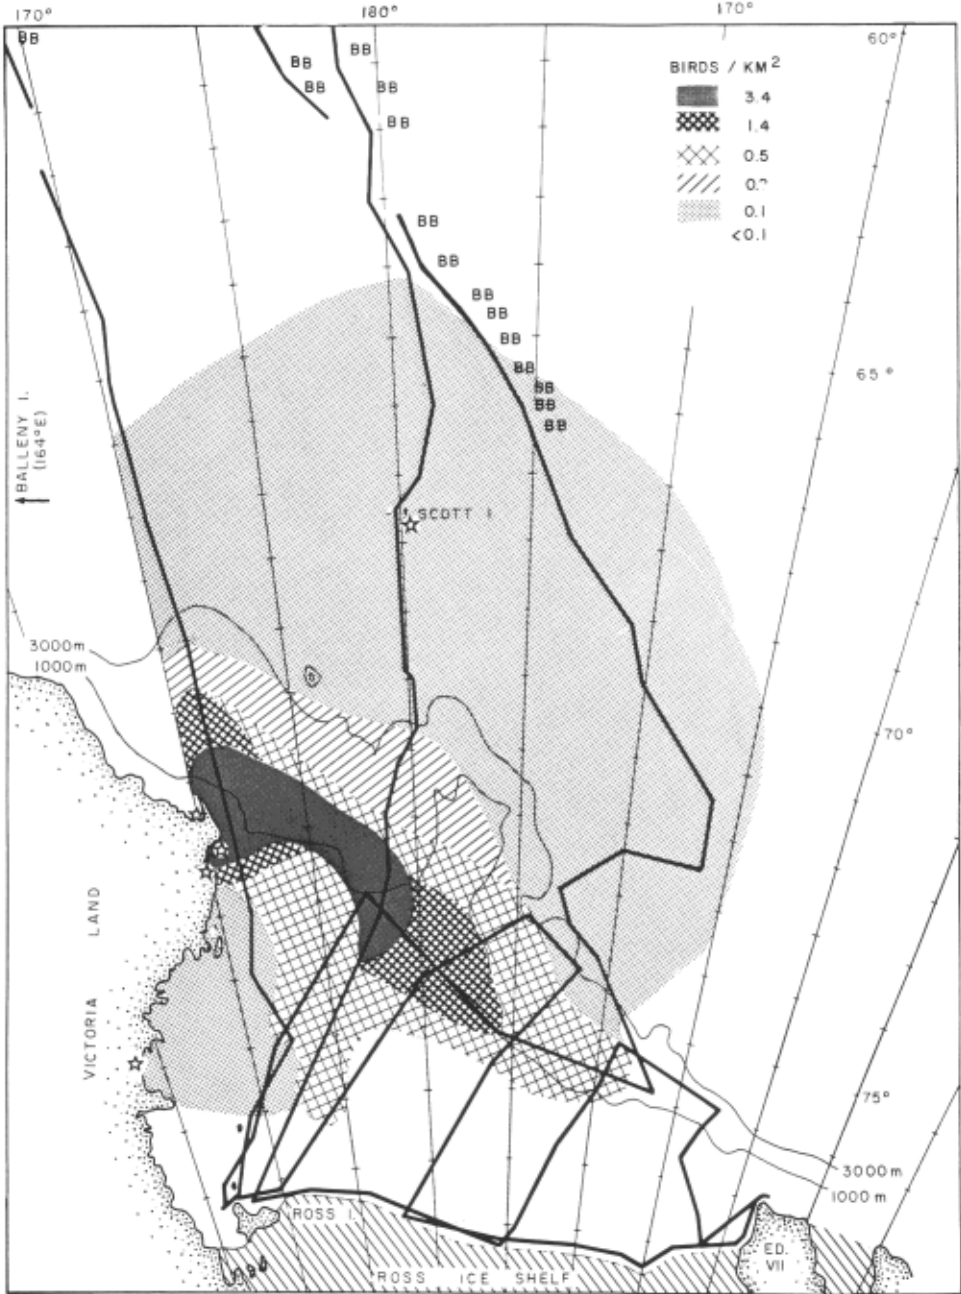 170°
180°
170°
60°
BB
BB
BB
BB
BB
BB
BB
BIRDS / KM²
3.4
1.4
0.5
0.1
<0.1
BB
BB
BB
BB
BB
BB
BB
BB
BB
65°
BALLENY I.
(164°E)
SCOTT I
3000m
1000m
70°
VICTORIA LAND
75°
3000m
1000m
ROSS I.
ED.
VII
ROSS ICE SHELF